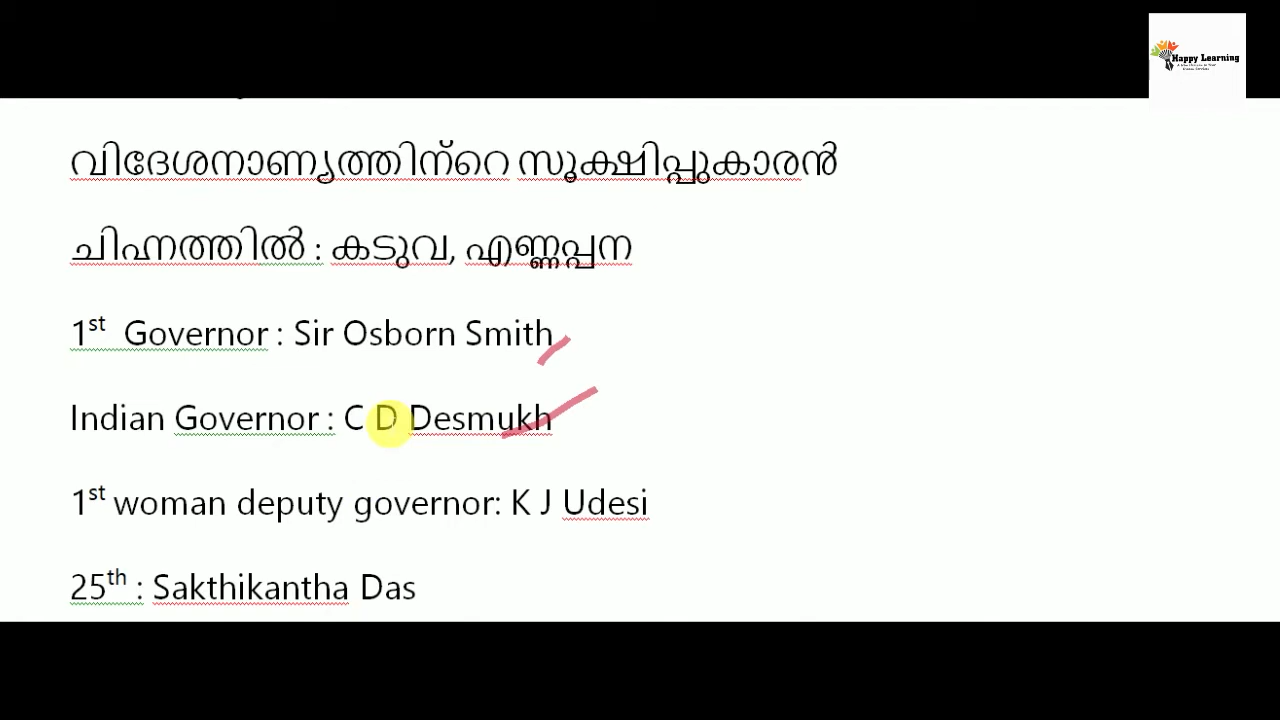 Happy Learning
വിദേശനാണ്യത്തിന്റെ സൂക്ഷിപ്പുകാരൻ
ചിഹ്നത്തിൽ : കടുവ, എണ്ണപ്പന
1st Governor : Sir Osborn Smith
Indian Governor : C D Desmukh
1st woman deputy governor: K J Udesi
25th : Sakthikantha Das